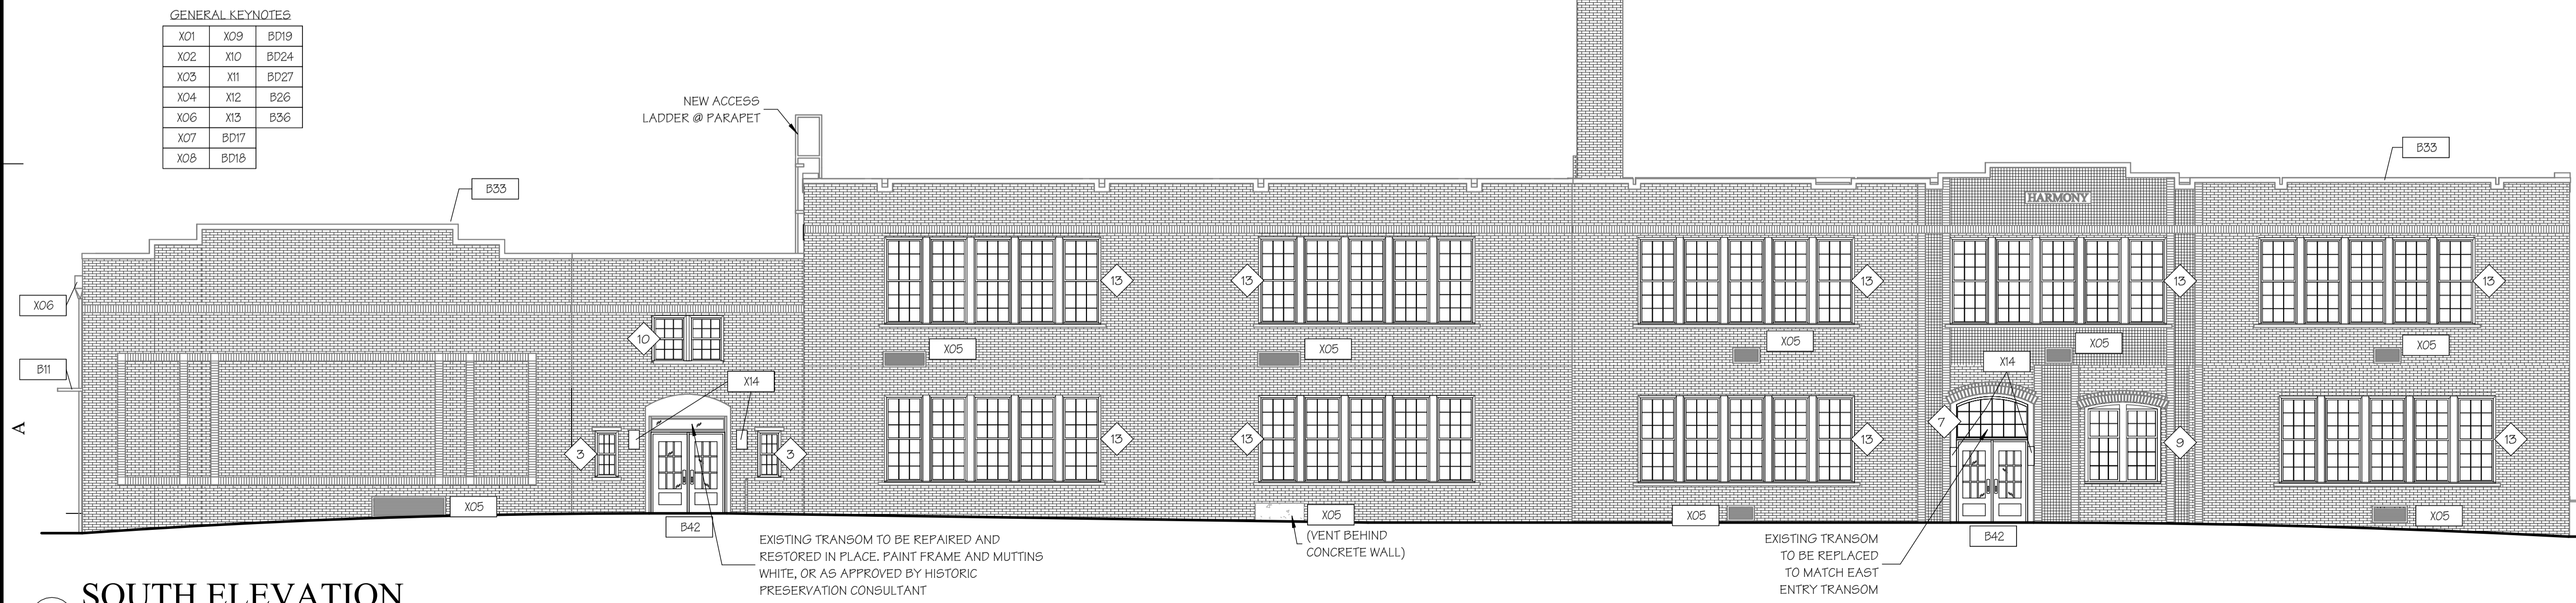 GENERAL KEYNOTES
X01 X09 BD19
X02 X10 BD24
X03 X11 BD27
X04 X12 B26
X06 X13 B36
X07 BD17
X08 BD18
NEW ACCESS
LADDER @ PARAPET
B33
B33
HARMONY
X06
B11
A
10
13
13
13
13
13
X05
X05
X05
X05
X05
X14
X14
3
3
13
13
13
7
9
13
X05
X05
X05
X05
B42
B42
(VENT BEHIND
CONCRETE WALL)
EXISTING TRANSOM TO BE REPAIRED AND
RESTORED IN PLACE. PAINT FRAME AND MUTTINS
WHITE, OR AS APPROVED BY HISTORIC
PRESERVATION CONSULTANT
EXISTING TRANSOM
TO BE REPLACED
TO MATCH EAST
ENTRY TRANSOM
SOUTH ELEVATION